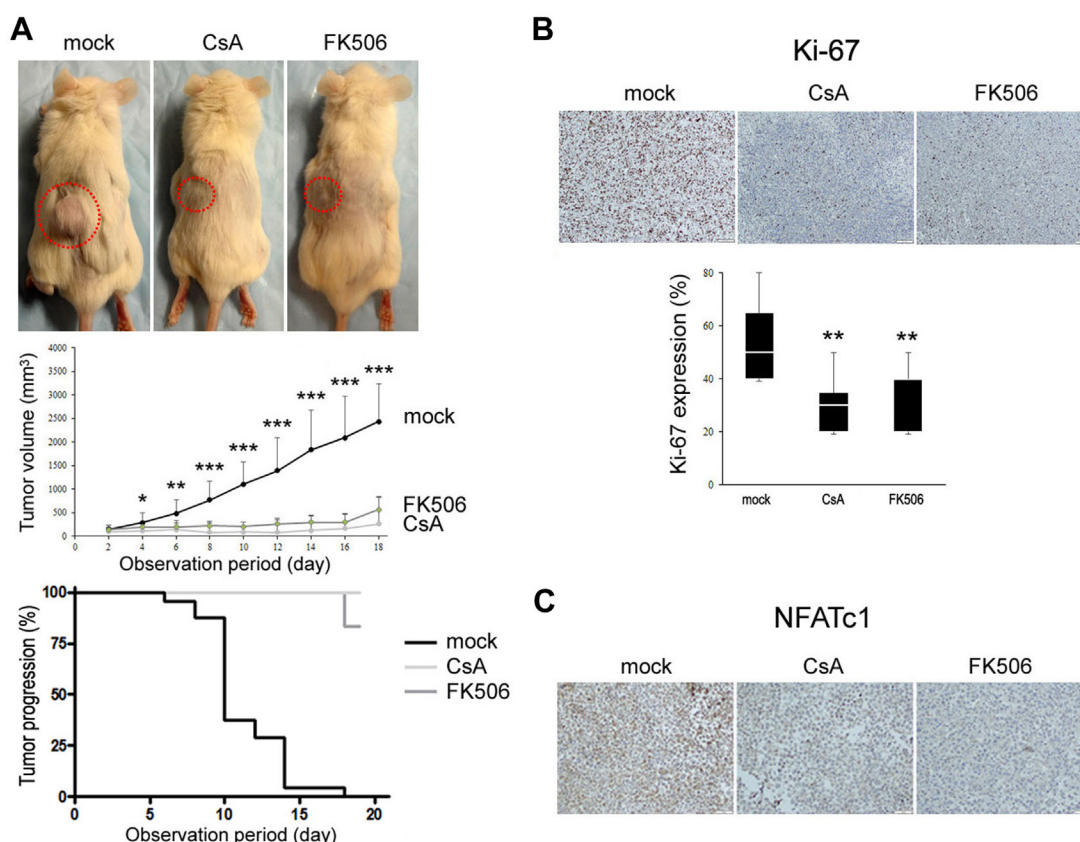 A
mock CsA FK506
Tumor volume (mm³)
4000
3500
3000
2500
2000
1500
1000
500
0
* ** *** *** *** *** *** ***
mock
FK506
CsA
0 2 4 6 8 10 12 14 16 18
Observation period (day)
Tumor progression (%)
100
75
50
25
0
mock
CsA
FK506
0 5 10 15 20
Observation period (day)
B
Ki-67
mock CsA FK506
Ki-67 expression (%)
80
60
40
20
0
** **
mock CsA FK506
C
NFATc1
mock CsA FK506